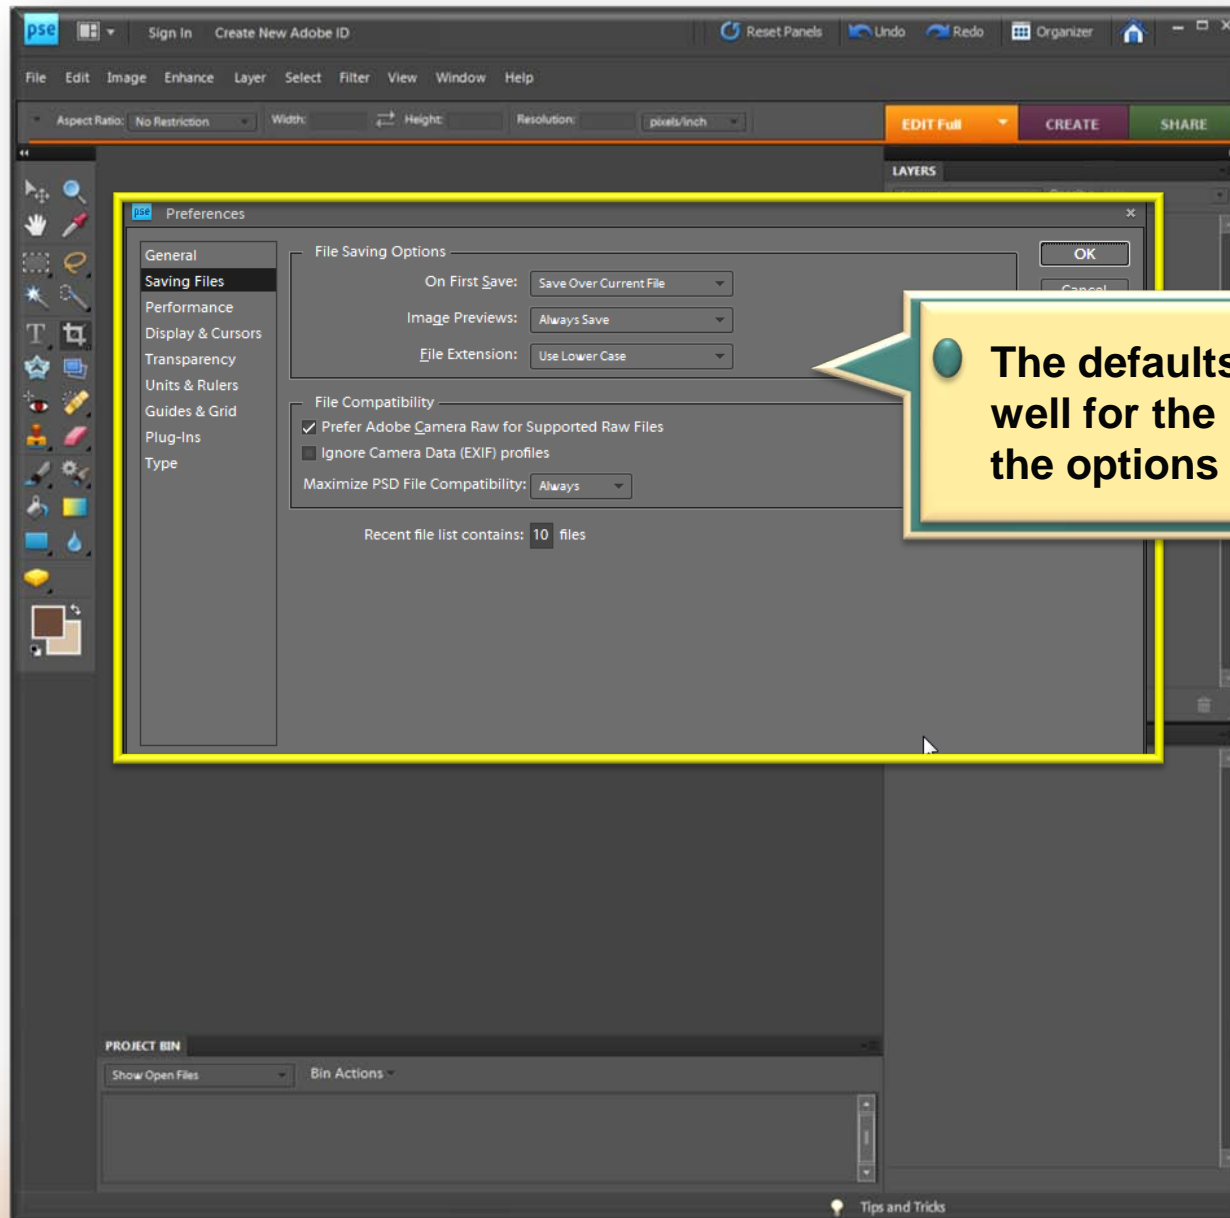 pse Sign In Create New Adobe ID Reset Panels Undo Redo Organizer
File Edit Image Enhance Layer Select Filter View Window Help
Aspect Ratio: No Restriction Width: Height: Resolution: pixels/inch EDIT Full CREATE SHARE
LAYERS
pse Preferences
General
Saving Files
Performance
Display & Cursors
Transparency
Units & Rulers
Guides & Grid
Plug-Ins
Type
File Saving Options
On First Save: Save Over Current File
Image Previews: Always Save
File Extension: Use Lower Case
File Compatibility
Prefer Adobe Camera Raw for Supported Raw Files
Ignore Camera Data (EXIF) profiles
Maximize PSD File Compatibility: Always
Recent file list contains: 10 files
OK
Cancel
The defaults
well for the
the options
PROJECT BIN
Show Open Files Bin Actions
Tips and Tricks